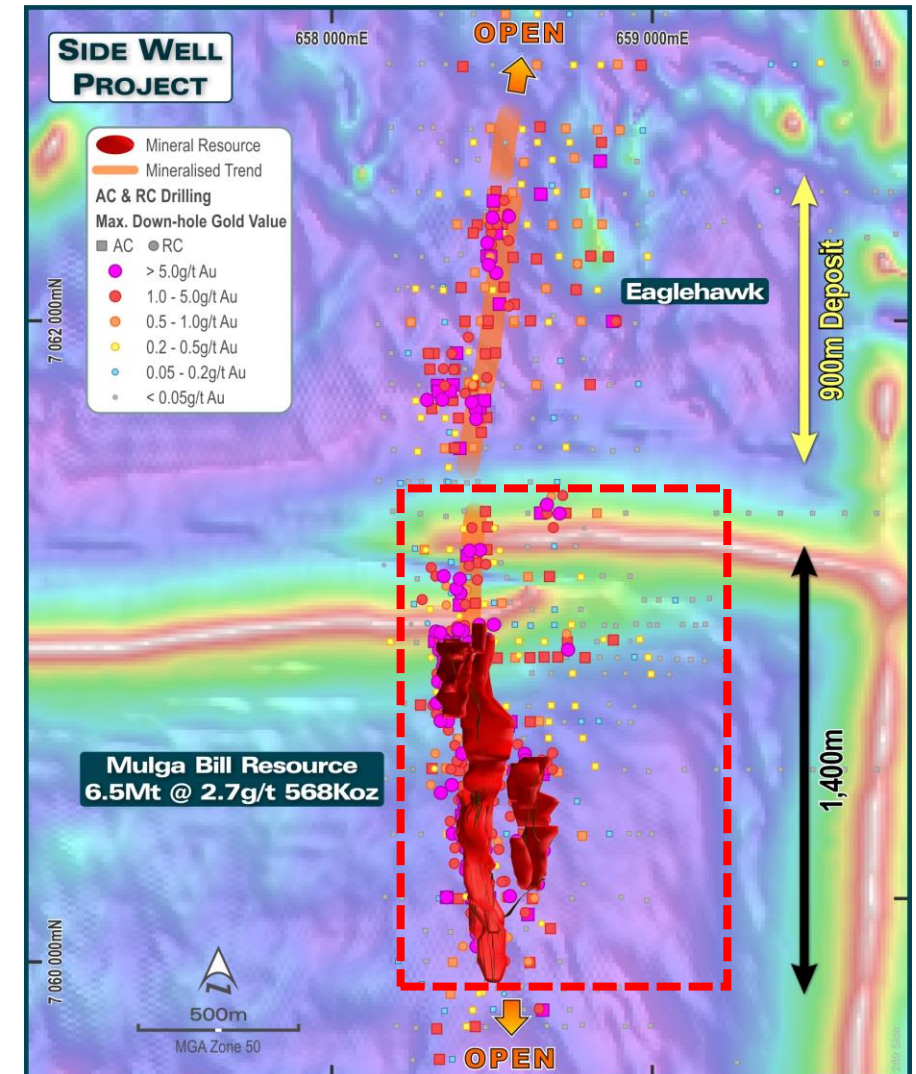 SIDE WELL
PROJECT
658 000mE
OPEN
659 000mE
Mineral Resource
Mineralised Trend
AC & RC Drilling
Max. Down-hole Gold Value
AC RC
> 5.0g/t Au
1.0 - 5.0g/t Au
0.5 - 1.0g/t Au
0.2 - 0.5g/t Au
0.05 - 0.2g/t Au
< 0.05g/t Au
7 062 000mN
Eaglehawk
900m Deposit
Mulga Bill Resource
6.5Mt @ 2.7g/t 568Koz
1,400m
7 060 000mN
N
500m
MGA Zone 50
OPEN